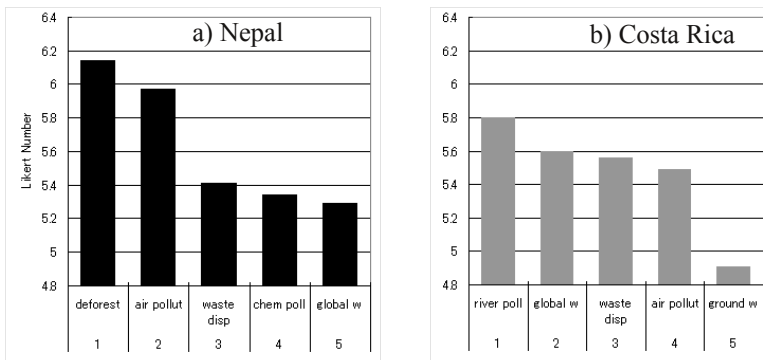 a) Nepal
6.4
6.2
6
5.8
5.6
5.4
5.2
5
4.8
Likert Number
deforest air pollut waste disp chem poll global w
1 2 3 4 5
b) Costa Rica
6.4
6.2
6
5.8
5.6
5.4
5.2
5
4.8
river poll global w waste disp air pollut ground w
1 2 3 4 5